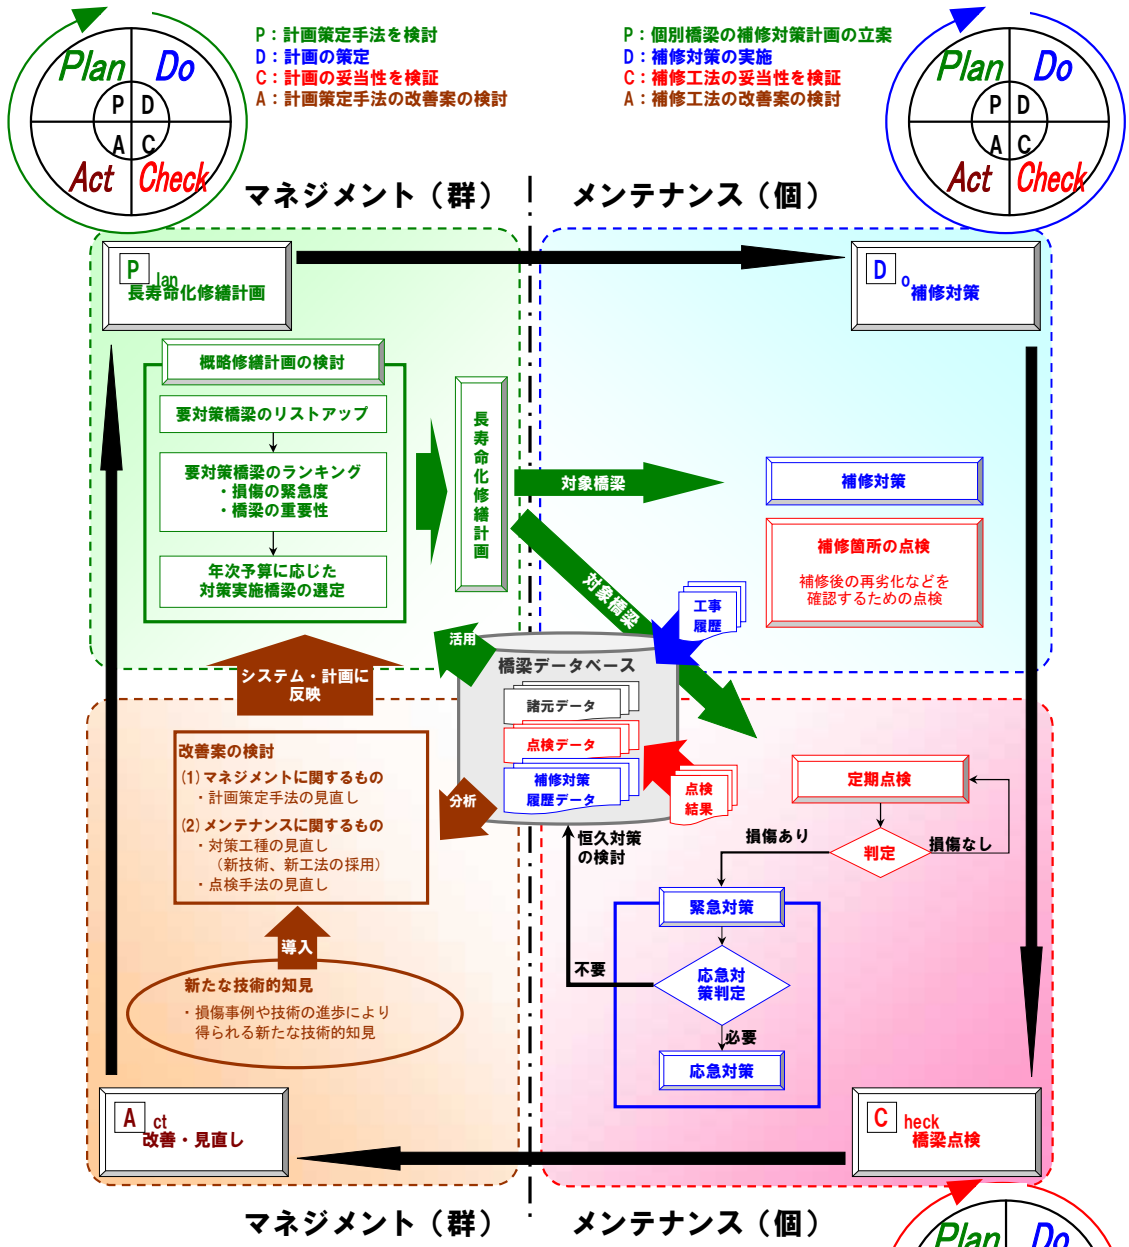 Plan Do
P D
A C
Act Check
P：計画策定手法を検討
D：計画の策定
C：計画の妥当性を検証
A：計画策定手法の改善案の検討
P：個別橋梁の補修対策計画の立案
D：補修対策の実施
C：補修工法の妥当性を検証
A：補修工法の改善案の検討
Plan Do
P D
A C
Act Check
マネジメント（群）
メンテナンス（個）
P lan
長寿命化修繕計画
D o
補修対策
概略修繕計画の検討
要対策橋梁のリストアップ
要対策橋梁のランキング
・損傷の緊急度
・橋梁の重要性
年次予算に応じた
対策実施橋梁の選定
長寿命化修繕計画
対象橋梁
対象橋梁
補修対策
補修箇所の点検
補修後の再劣化などを
確認するための点検
工事
履歴
活用
橋梁データベース
諸元データ
点検データ
補修対策
履歴データ
点検
結果
分析
システム・計画に
反映
改善案の検討
(1)マネジメントに関するもの
・計画策定手法の見直し
(2)メンテナンスに関するもの
・対策工種の見直し
（新技術、新工法の採用）
・点検手法の見直し
導入
新たな技術的知見
・損傷事例や技術の進歩により
得られる新たな技術的知見
定期点検
判定
損傷なし
損傷あり
恒久対策
の検討
緊急対策
応急対
策判定
不要
必要
応急対策
A ct
改善・見直し
C heck
橋梁点検
マネジメント（群）
メンテナンス（個）
Plan Do